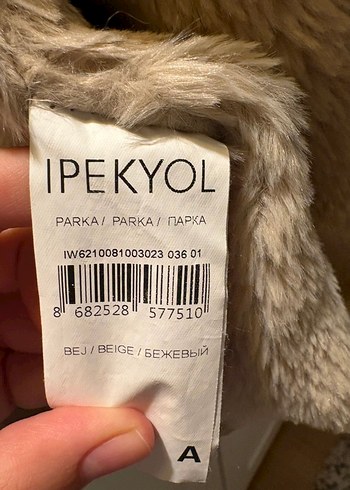 IPEKYOL
PARKA / PARKA / ПАРКА
IW6210081003023 036 01
8 682528 577510
BEJ / BEIGE / БЕЖЕВЫЙ
A